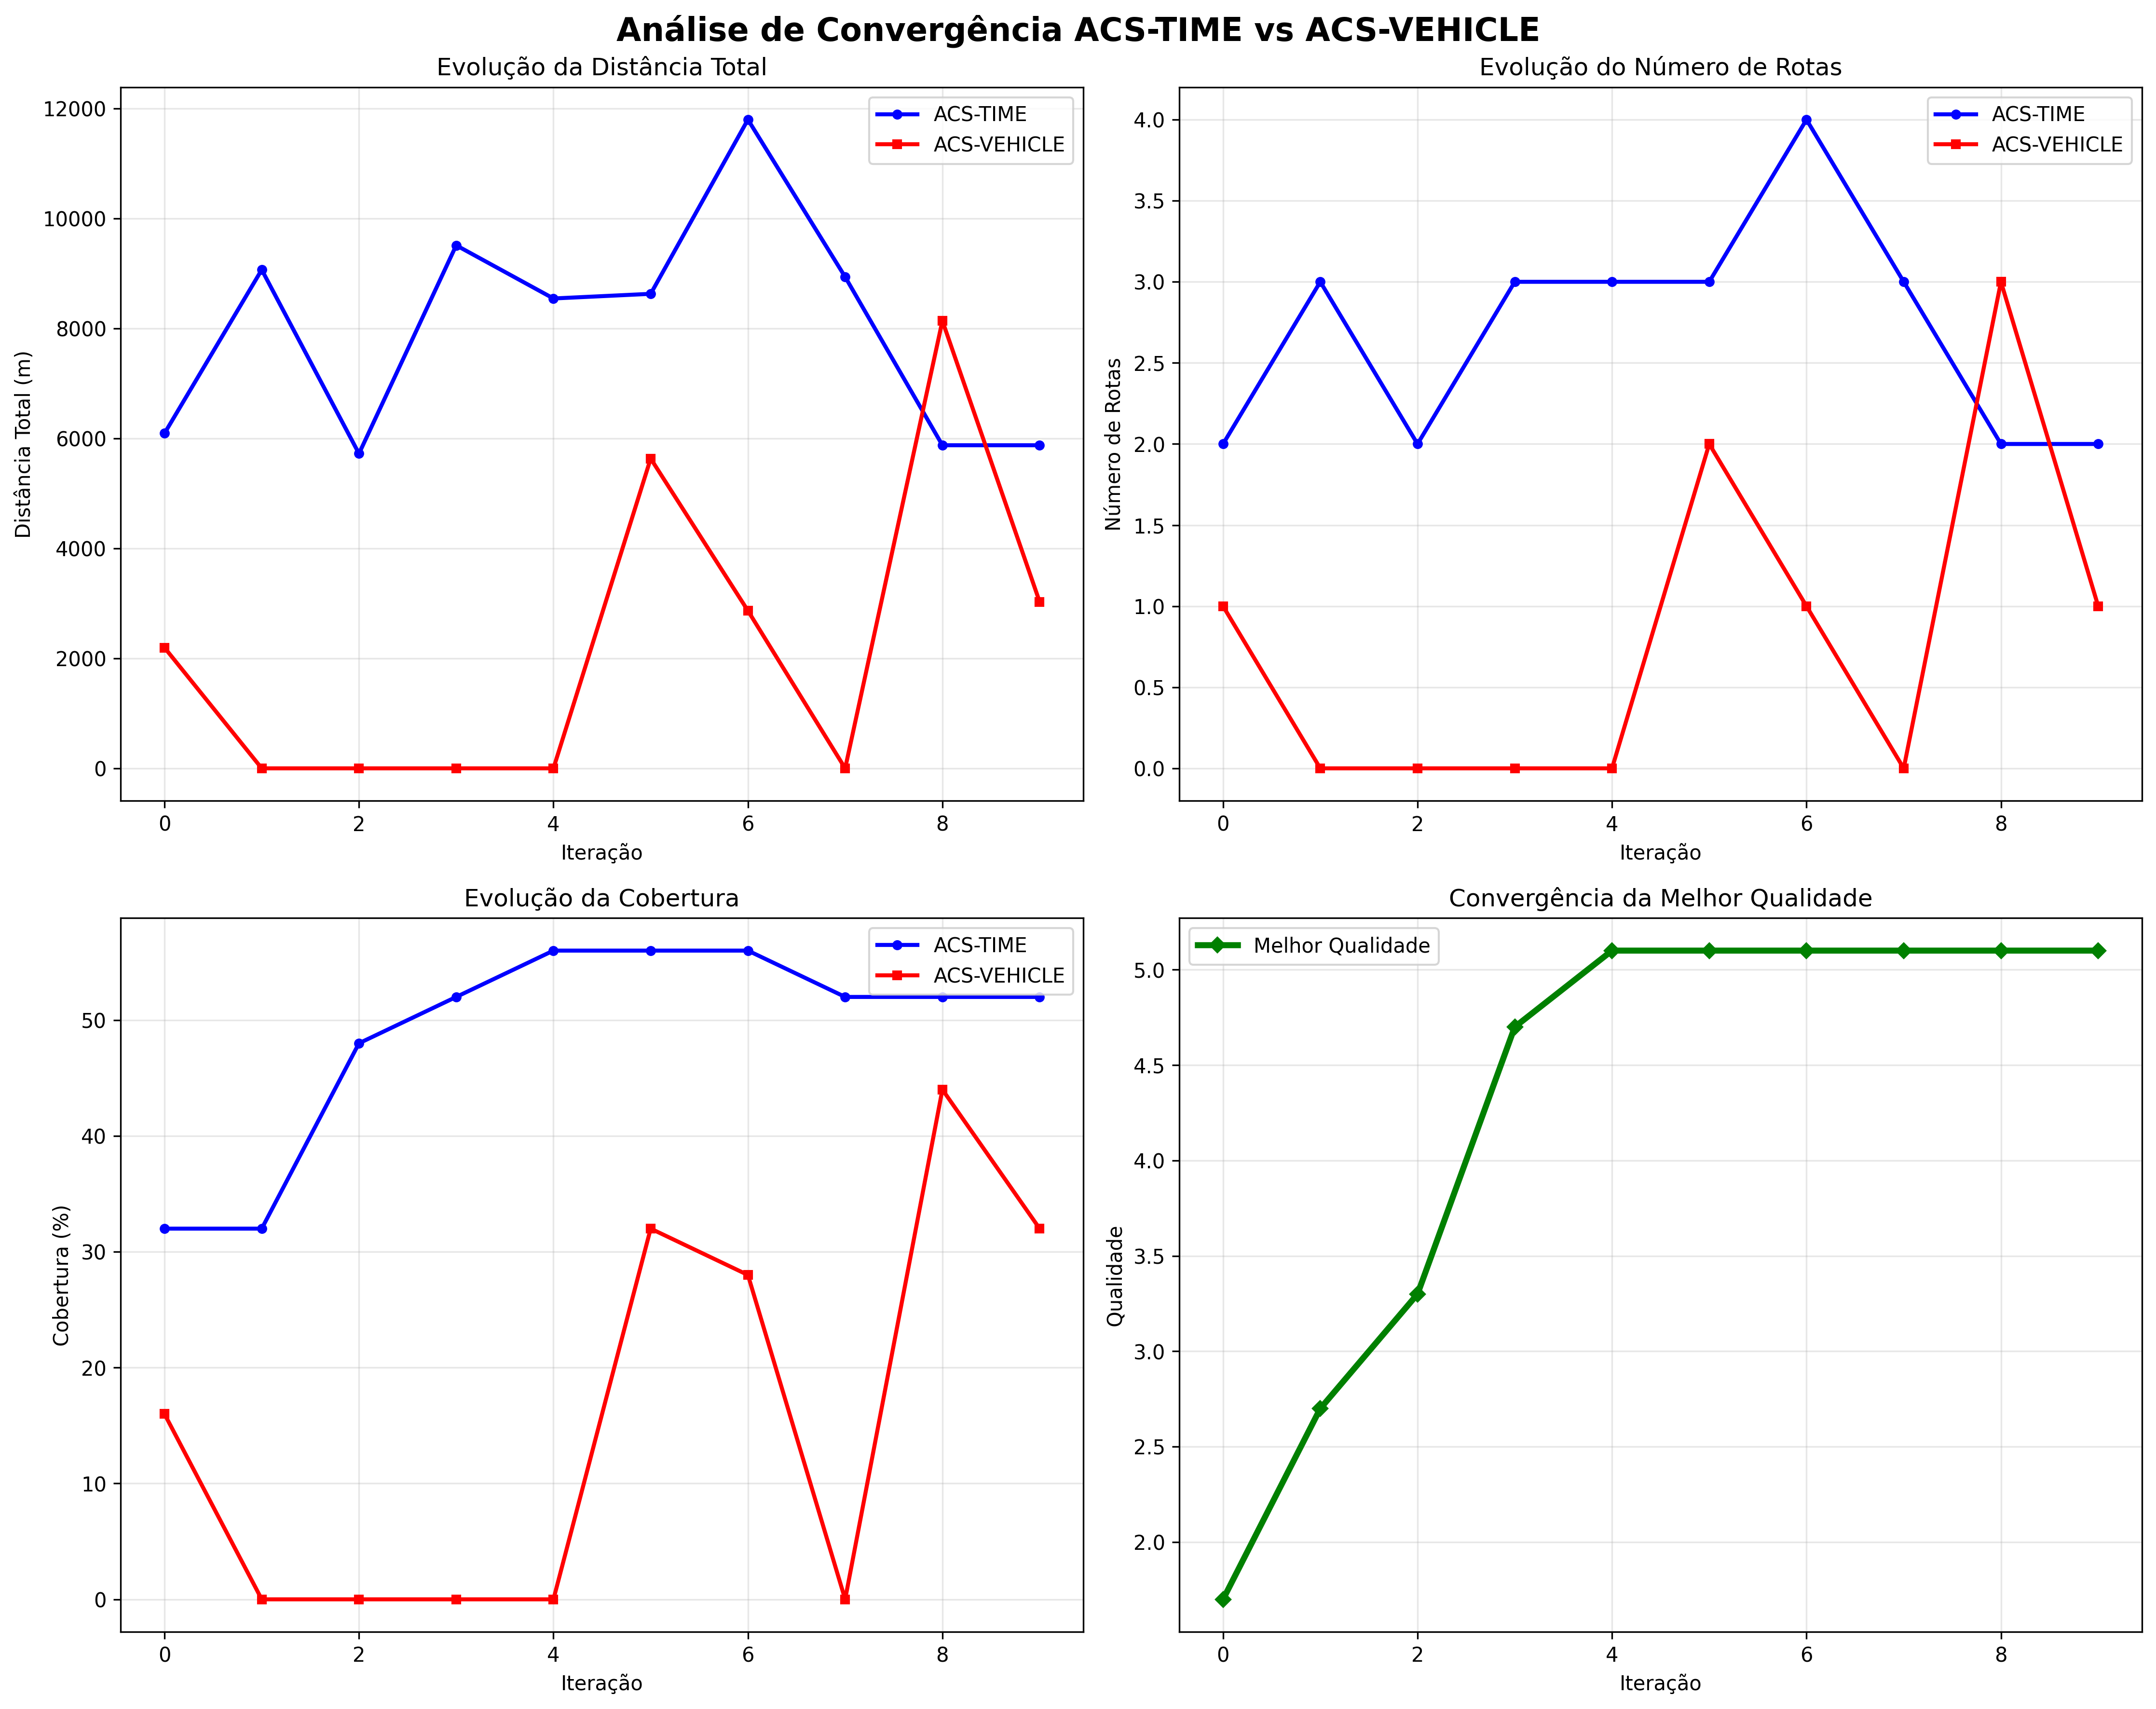 Análise de Convergência ACS-TIME vs ACS-VEHICLE
Evolução da Distância Total
12000
10000
8000
6000
4000
2000
0
Distância Total (m)
ACS-TIME
ACS-VEHICLE
0 2 4 6 8
Iteração
Evolução do Número de Rotas
4.0
3.5
3.0
2.5
2.0
1.5
1.0
0.5
0.0
Número de Rotas
ACS-TIME
ACS-VEHICLE
0 2 4 6 8
Iteração
Evolução da Cobertura
50
40
30
20
10
0
Cobertura (%)
ACS-TIME
ACS-VEHICLE
0 2 4 6 8
Iteração
Convergência da Melhor Qualidade
5.0
4.5
4.0
3.5
3.0
2.5
2.0
Qualidade
Melhor Qualidade
0 2 4 6 8
Iteração